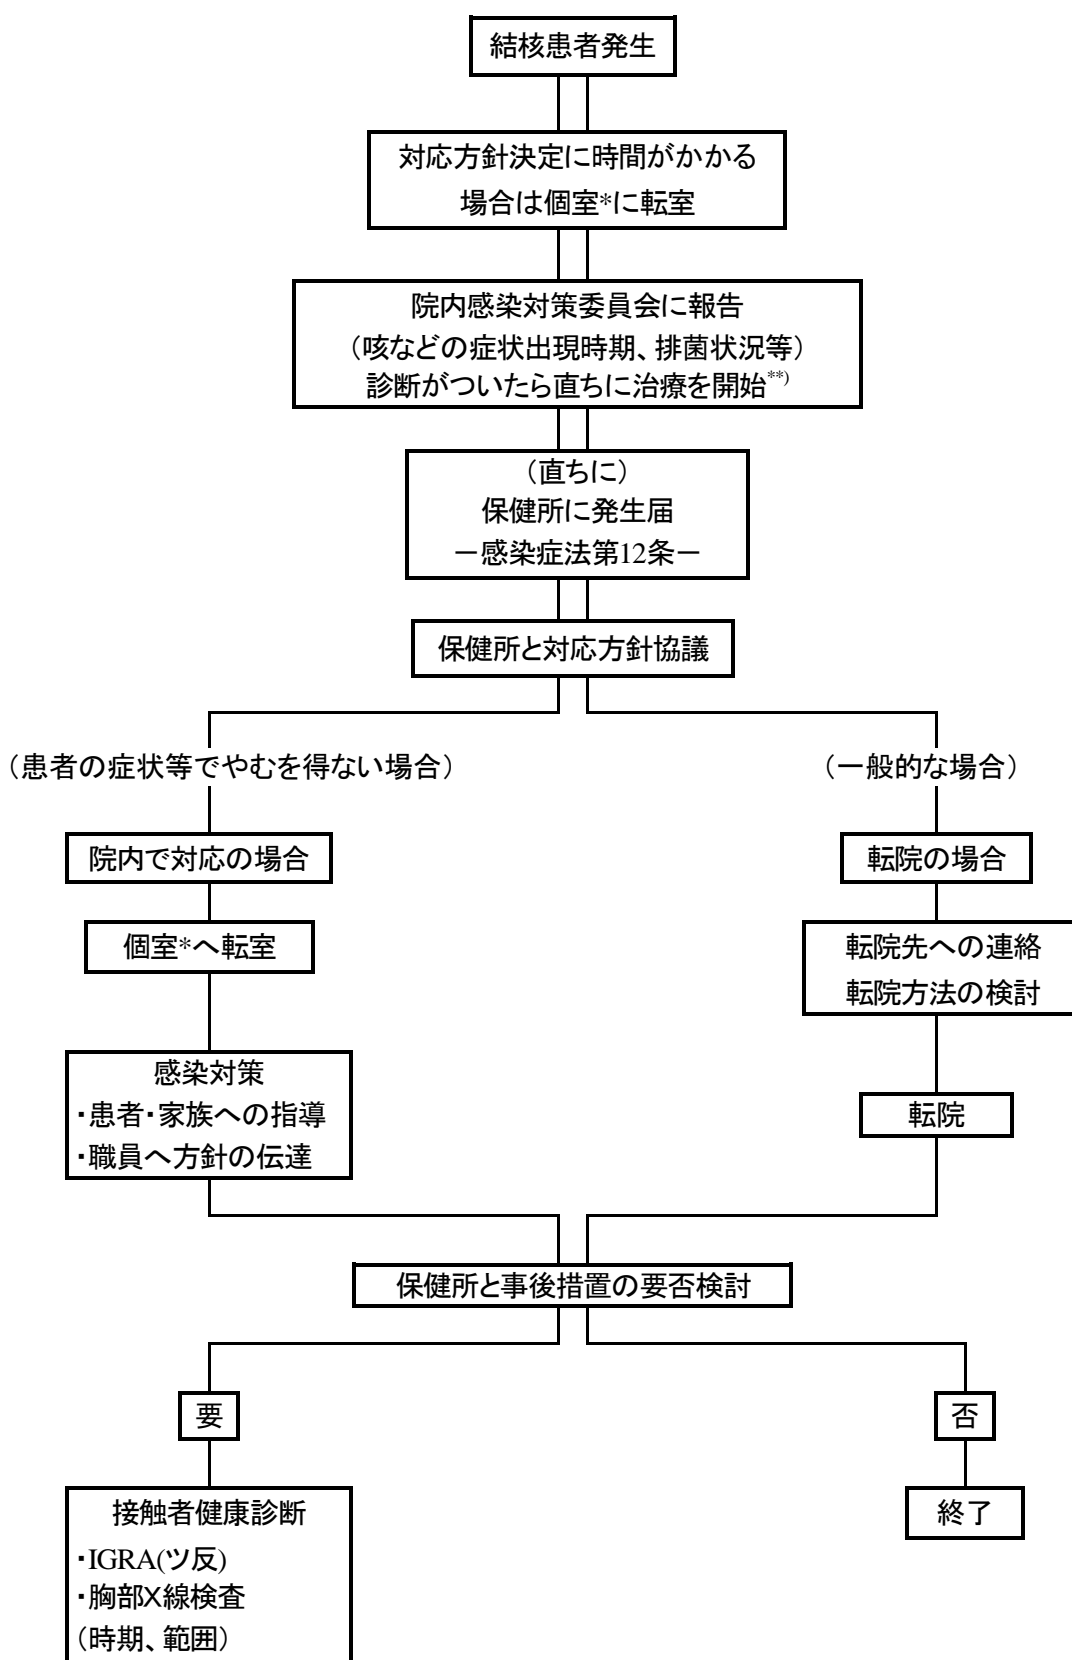 結核患者発生
対応方針決定に時間がかかる
場合は個室*に転室
院内感染対策委員会に報告
（咳などの症状出現時期、排菌状況等）
診断がついたら直ちに治療を開始**)
（直ちに）
保健所に発生届
－感染症法第12条－
保健所と対応方針協議
（患者の症状等でやむを得ない場合）
（一般的な場合）
院内で対応の場合
転院の場合
個室*へ転室
転院先への連絡
転院方法の検討
感染対策
・患者・家族への指導
・職員へ方針の伝達
転院
保健所と事後措置の要否検討
要
否
接触者健康診断
・IGRA(ツ反)
・胸部X線検査
（時期、範囲）
終了